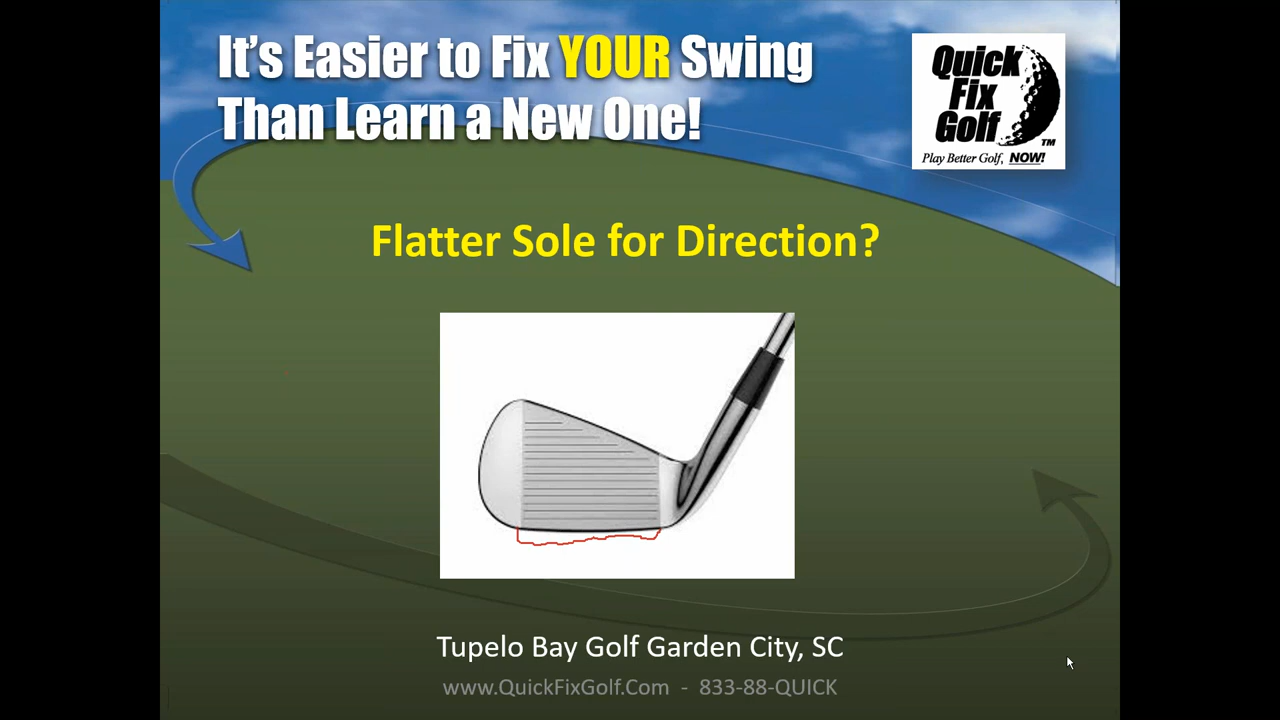 It's Easier to Fix YOUR Swing
Than Learn a New One!
Quick
Fix
Golf
TM
Play Better Golf, NOW!
Flatter Sole for Direction?
Tupelo Bay Golf Garden City, SC
www.QuickFixGolf.Com - 833-88-QUICK